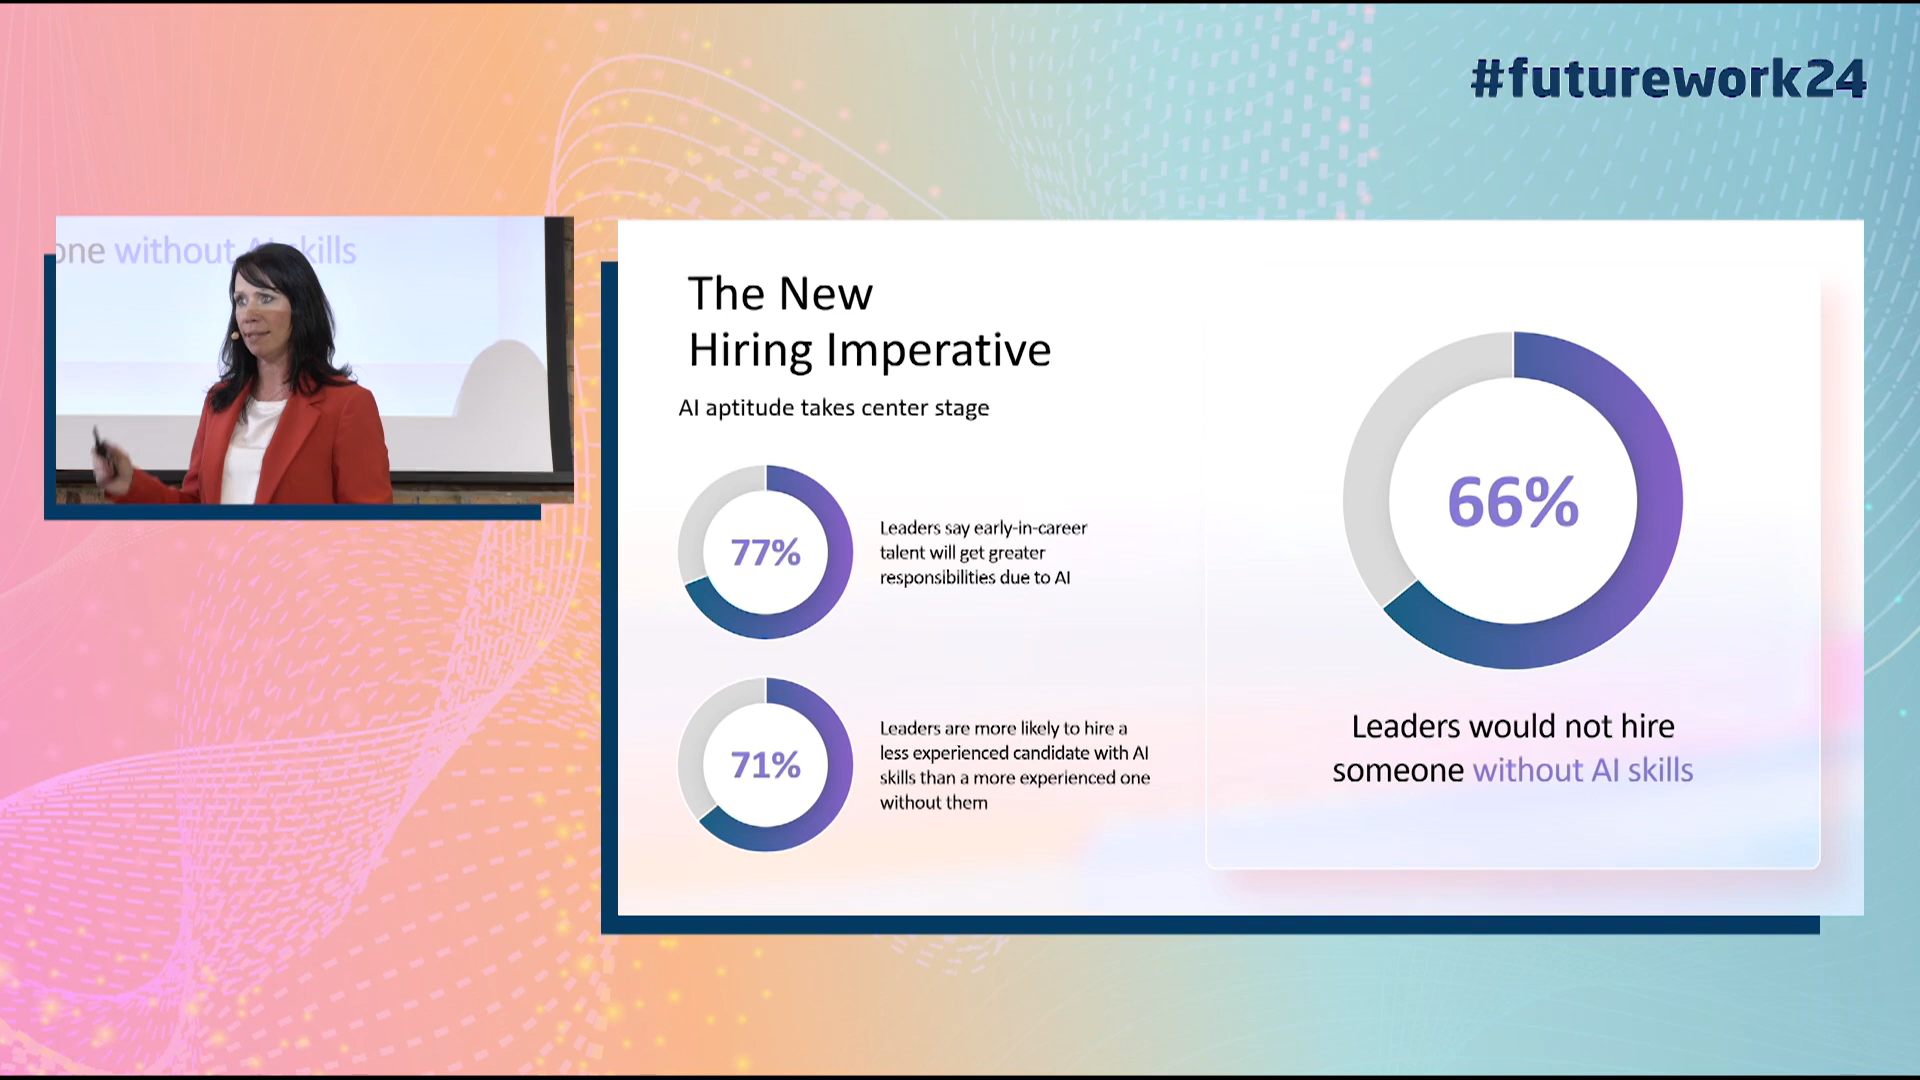 #futurework24
one without AI skills
The New
Hiring Imperative
AI aptitude takes center stage
77%
Leaders say early-in-career
talent will get greater
responsibilities due to AI
71%
Leaders are more likely to hire a
less experienced candidate with AI
skills than a more experienced one
without them
66%
Leaders would not hire
someone without AI skills